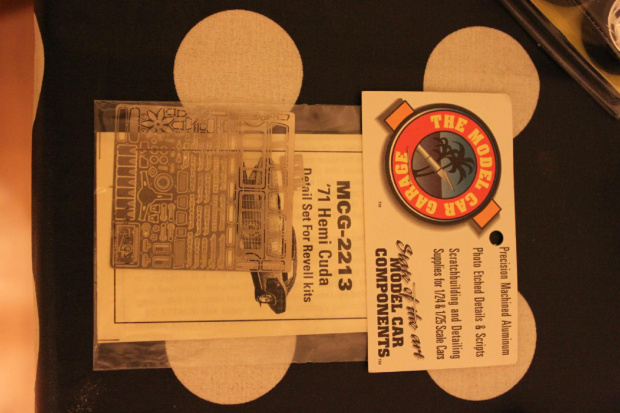 THE MODEL CAR GARAGE
™
State of the art
MODEL CAR
COMPONENTS™
Precision Machined Aluminum
Photo Etched Details & Scripts
Scratchbuilding and Detailing
Supplies for 1/24 & 1/25 Scale Cars
MCG-2213
'71 Hemi Cuda
Detail Set For Revell kits